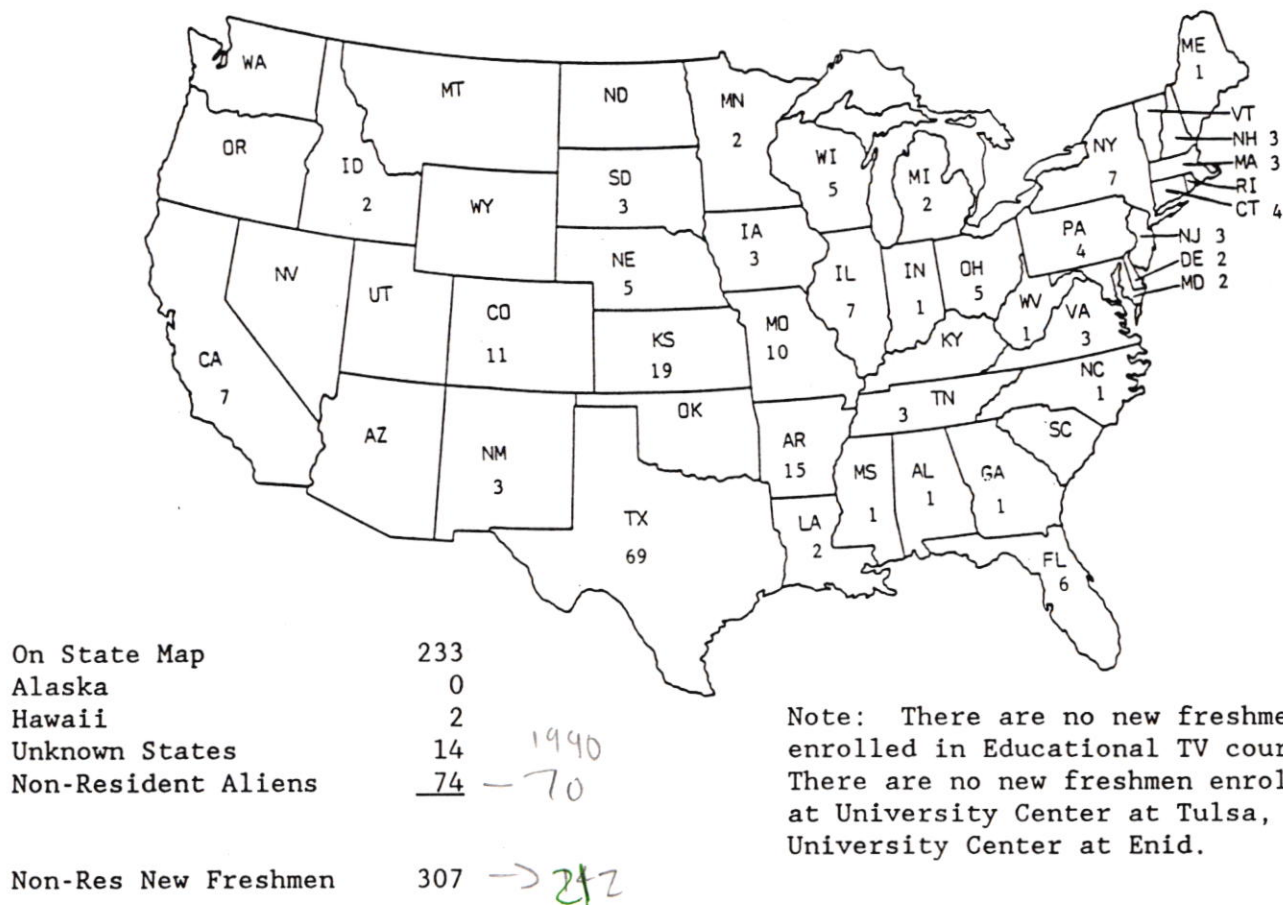 WA
MT
ND
MN
2
ME
1
VT
NH 3
MA 3
RI
CT 4
OR
ID
2
WY
SD
3
WI
5
MI
2
NY
7
NV
UT
CO
11
NE
5
IA
3
IL
7
IN
1
OH
5
PA
4
NJ 3
DE 2
MD 2
WV
1
VA
3
CA
7
AZ
NM
3
KS
19
MO
10
KY
OK
AR
15
TN
3
NC
1
SC
TX
69
LA
2
MS
1
AL
1
GA
1
FL
6
On State Map 233
Alaska 0
Hawaii 2
Unknown States 14 1990
Non-Resident Aliens 74 — 70
Non-Res New Freshmen 307 →
Note: There are no new freshme
enrolled in Educational TV cour
There are no new freshmen enrol
at University Center at Tulsa,
University Center at Enid.